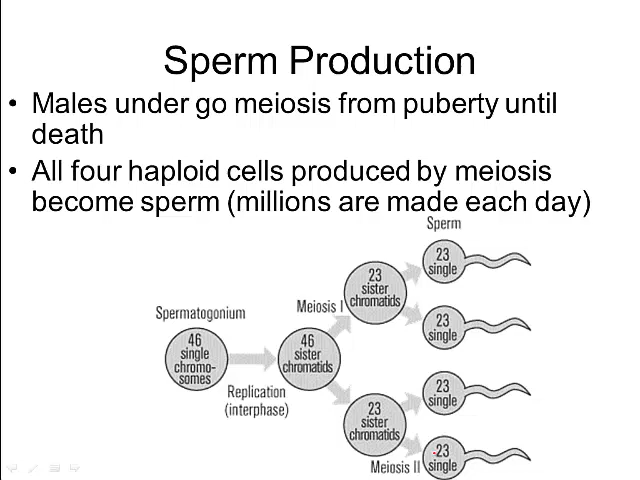 Sperm Production
• Males under go meiosis from puberty until
death
• All four haploid cells produced by meiosis
become sperm (millions are made each day)
Sperm
23
single
23
sister
chromatids
Meiosis I
Spermatogonium
23
single
46
single
chromo-
somes
46
sister
chromatids
Replication
(interphase)
23
single
23
sister
chromatids
Meiosis II
23
single